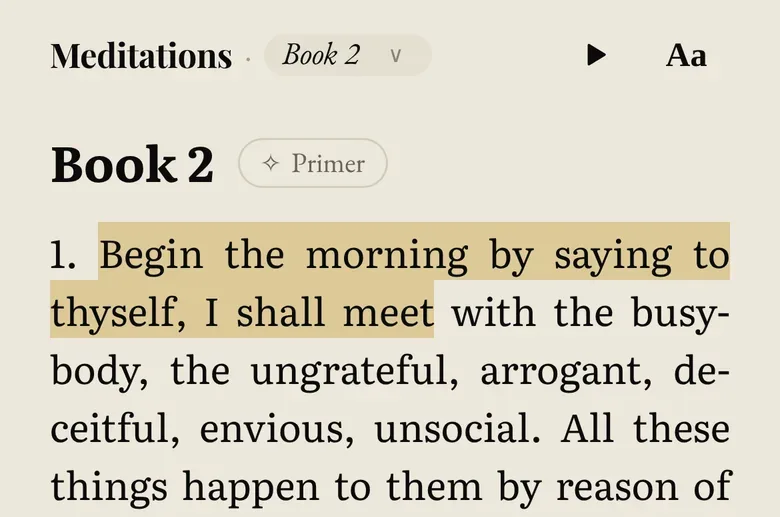 Meditations · Book 2 ∨ Aa
Book 2 ✧ Primer
1. Begin the morning by saying to
thyself, I shall meet with the busy-
body, the ungrateful, arrogant, de-
ceitful, envious, unsocial. All these
things happen to them by reason of